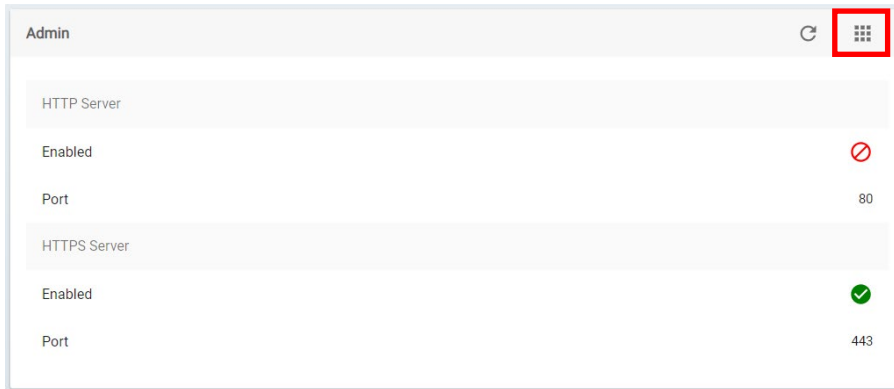 Admin
HTTP Server
Enabled
Port 80
HTTPS Server
Enabled
Port 443